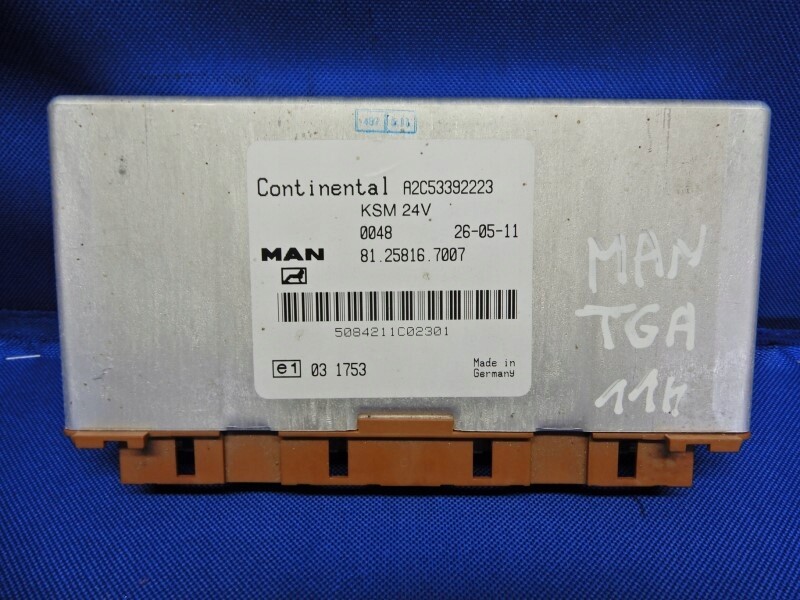 Continental A2C53392223
KSM 24V
0048 26-05-11
MAN 81.25816.7007
5084211C02301
e1 03 1753
Made in
Germany
MAN
TGA